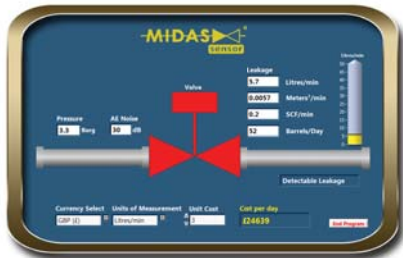 MIDAS
sensor
Valve
Leakage
5.7 Litres/min
0.0057 Meters³/min
0.2 SCF/min
52 Barrels/Day
Litres/min
Pressure
3.3 Barg
AE Noise
30 dB
Detectable Leakage
Currency Select
GBP (£)
Units of Measurement
Litres/min
Unit Cost
3
Cost per day
£24639
End Program